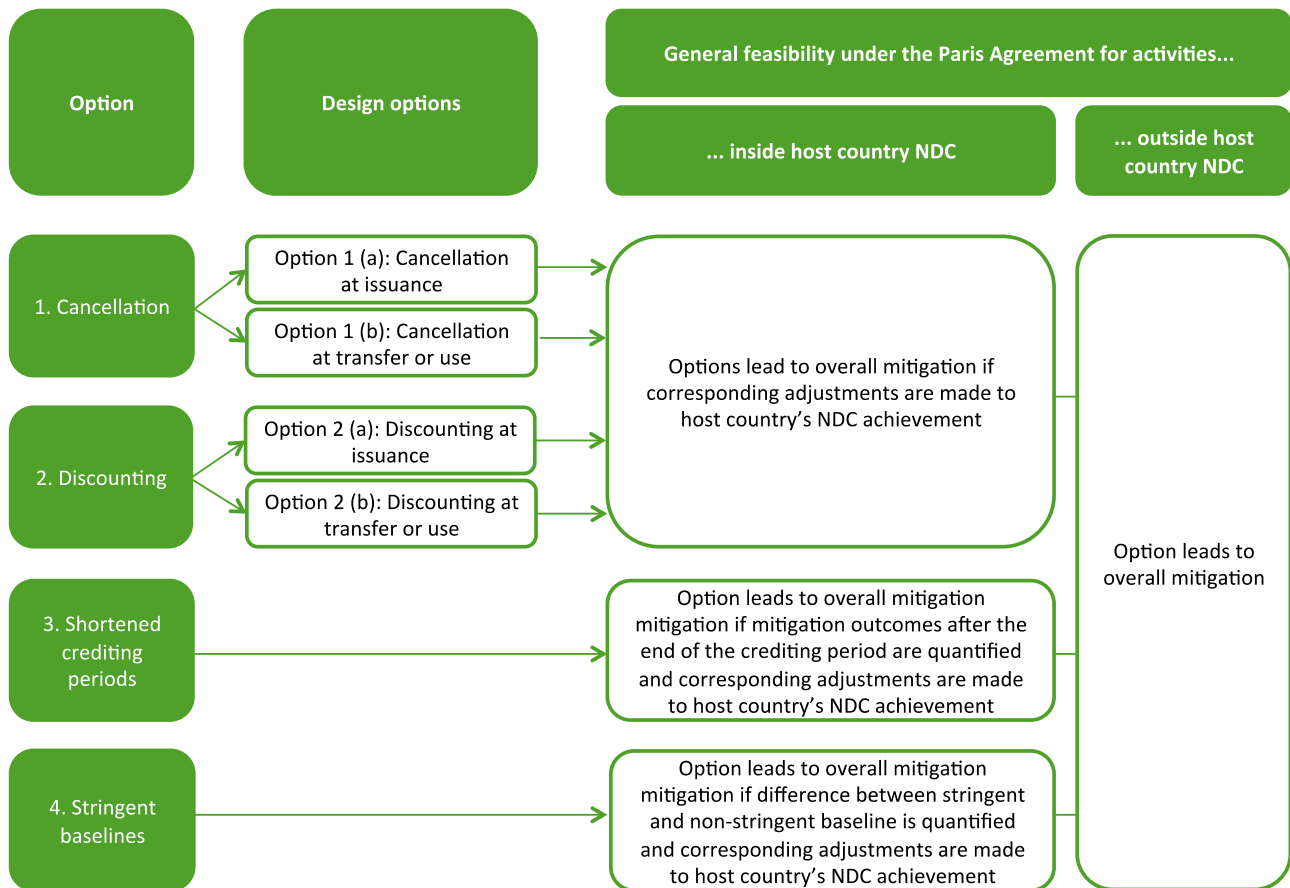 Option
Design options
General feasibility under the Paris Agreement for activities...
... inside host country NDC
... outside host
country NDC
1. Cancellation
Option 1 (a): Cancellation
at issuance
Option 1 (b): Cancellation
at transfer or use
Options lead to overall mitigation if
corresponding adjustments are made to
host country’s NDC achievement
2. Discounting
Option 2 (a): Discounting at
issuance
Option 2 (b): Discounting at
transfer or use
Option leads to
overall mitigation
3. Shortened
crediting
periods
Option leads to overall mitigation
mitigation if mitigation outcomes after the
end of the crediting period are quantified
and corresponding adjustments are made
to host country’s NDC achievement
4. Stringent
baselines
Option leads to overall mitigation
mitigation if difference between stringent
and non-stringent baseline is quantified
and corresponding adjustments are made
to host country’s NDC achievement